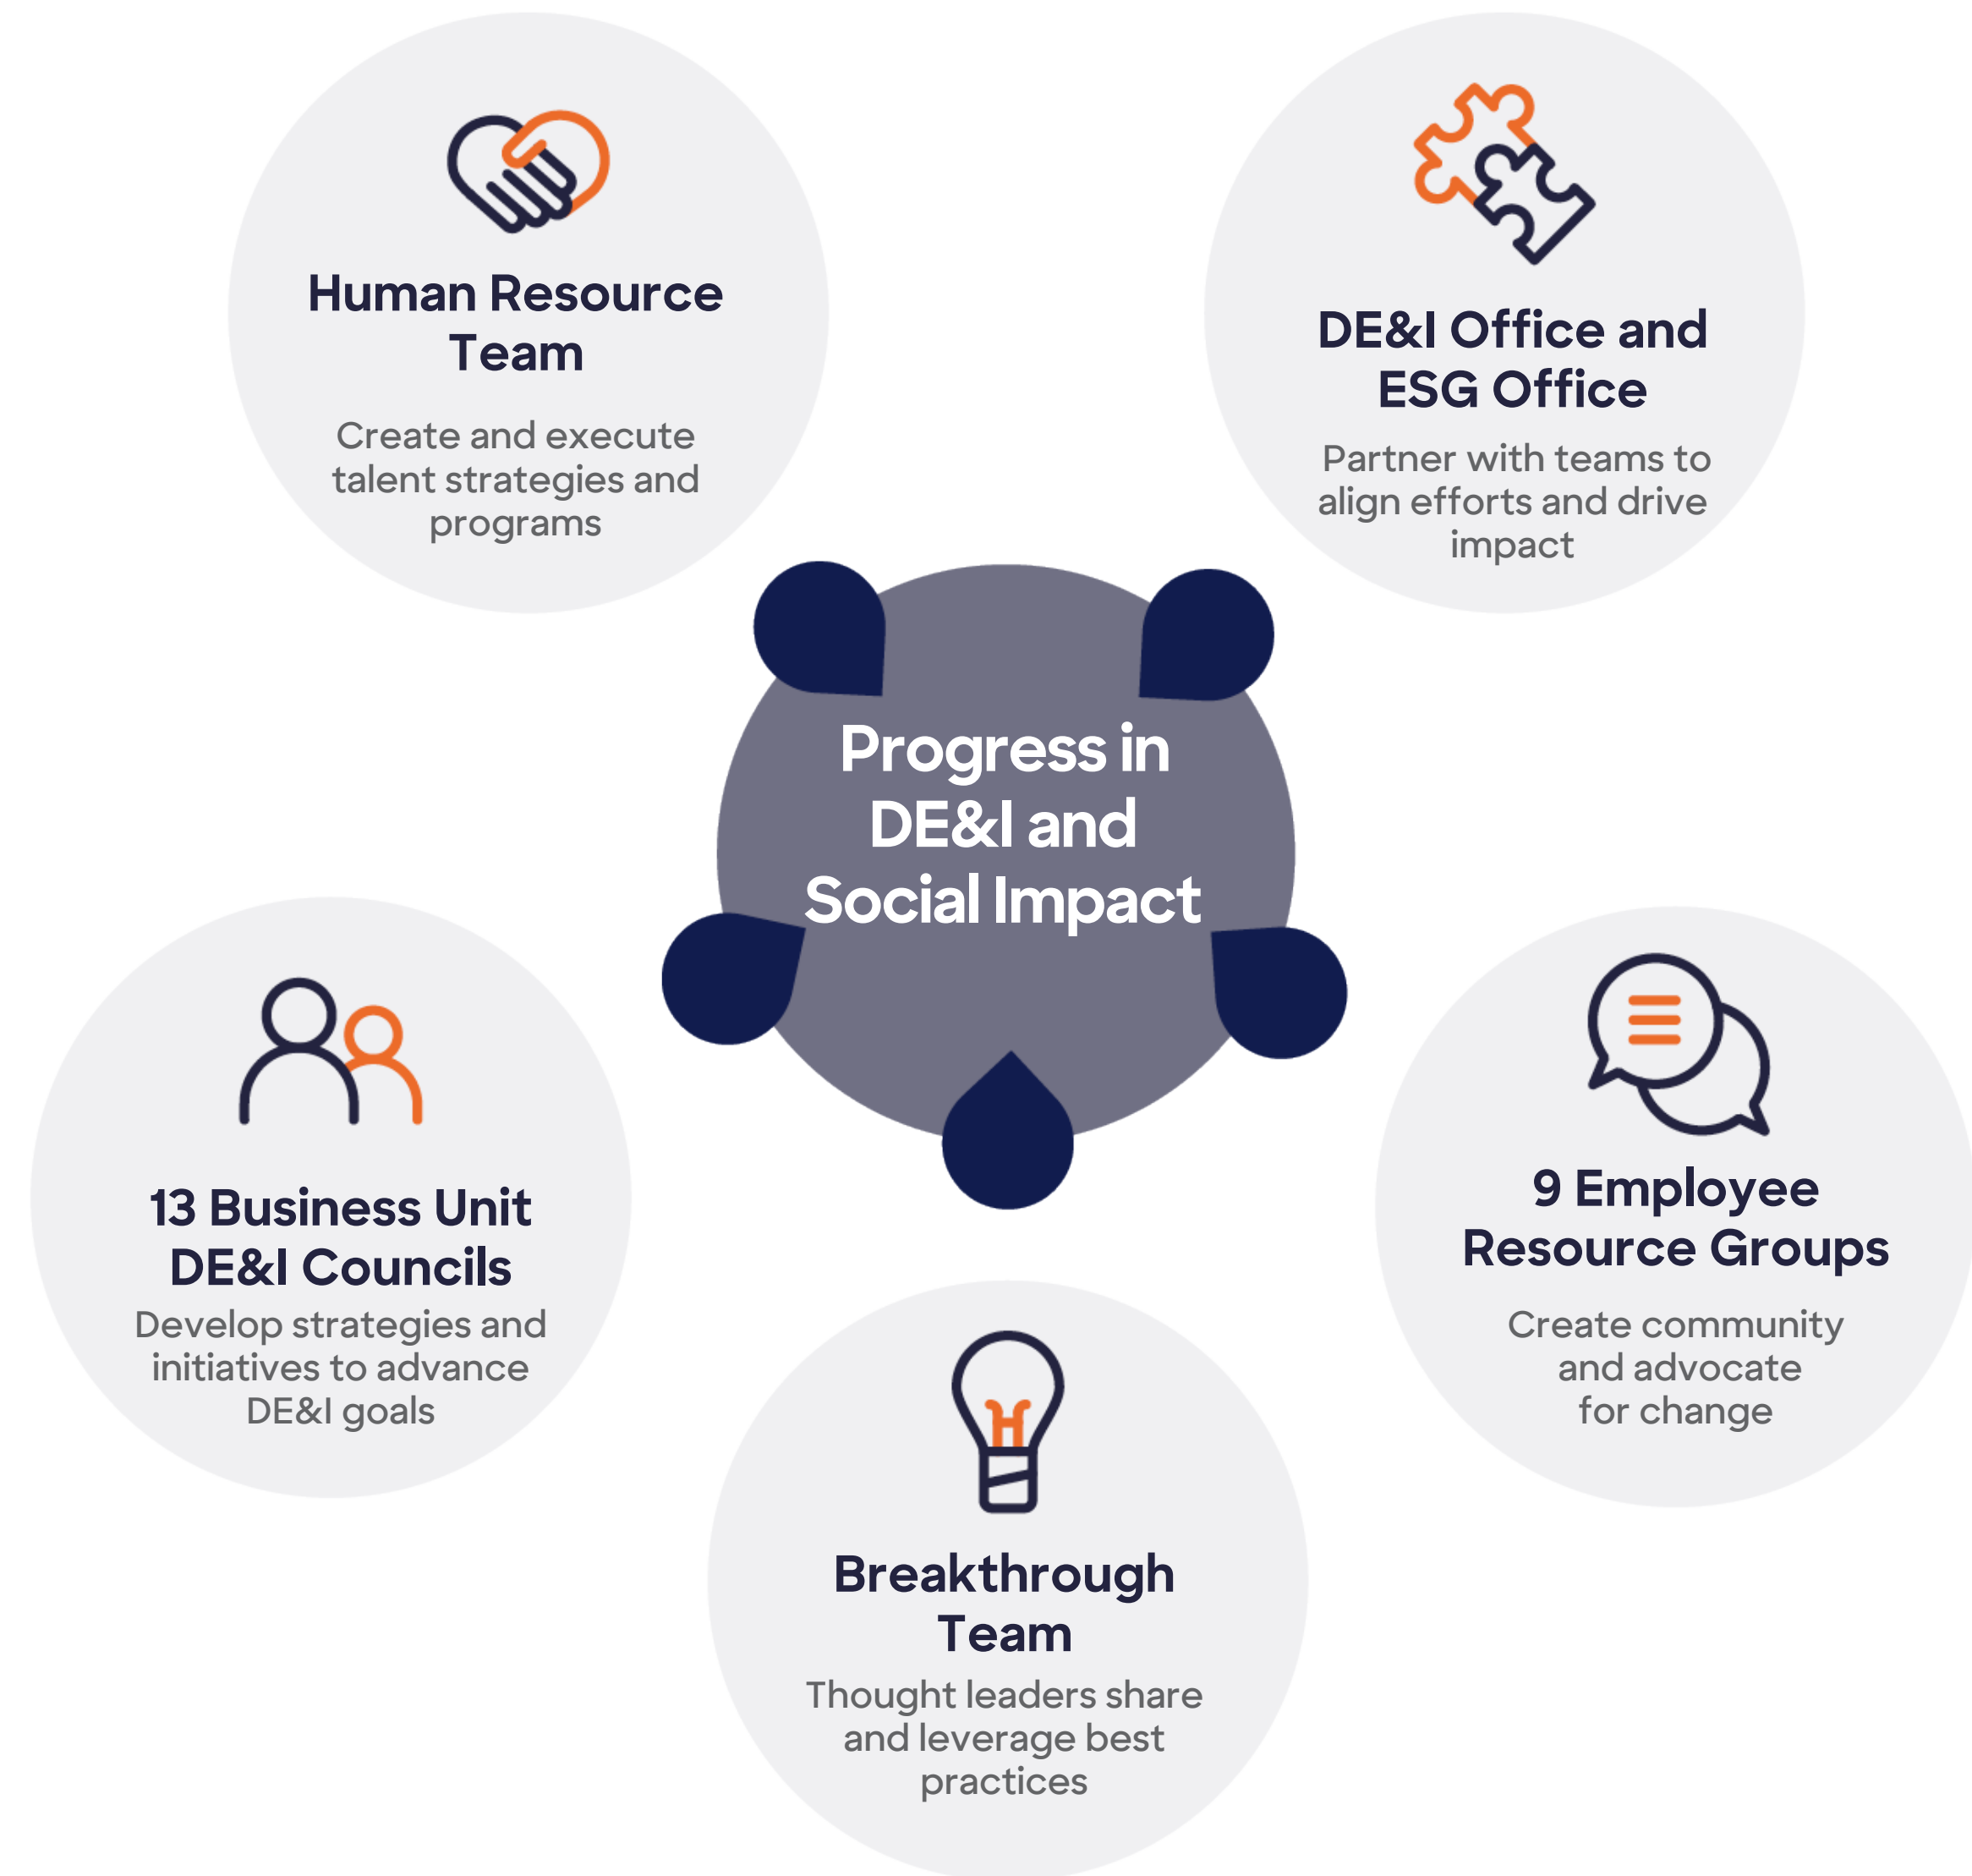 Human Resource
Team
Create and execute
talent strategies and
programs
DE&I Office and
ESG Office
Partner with teams to
align efforts and drive
impact
Progress in
DE&I and
Social Impact
13 Business Unit
DE&I Councils
Develop strategies and
initiatives to advance
DE&I goals
9 Employee
Resource Groups
Create community
and advocate
for change
Breakthrough
Team
Thought leaders share
and leverage best
practices